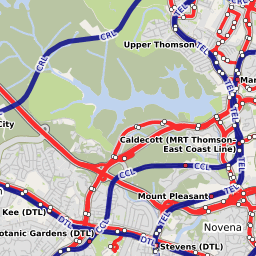 CRL
Upper Thomson
TEL
TEL
CRL
Mar
TEL
City
Caldecott (MRT Thomson-
East Coast Line)
CCL
CCL
CCL
Mount Pleasant
TEL
Kee (DTL)
TEL
Novena
DTL
DTL
otanic Gardens (DTL)
DTL
Stevens (DTL)